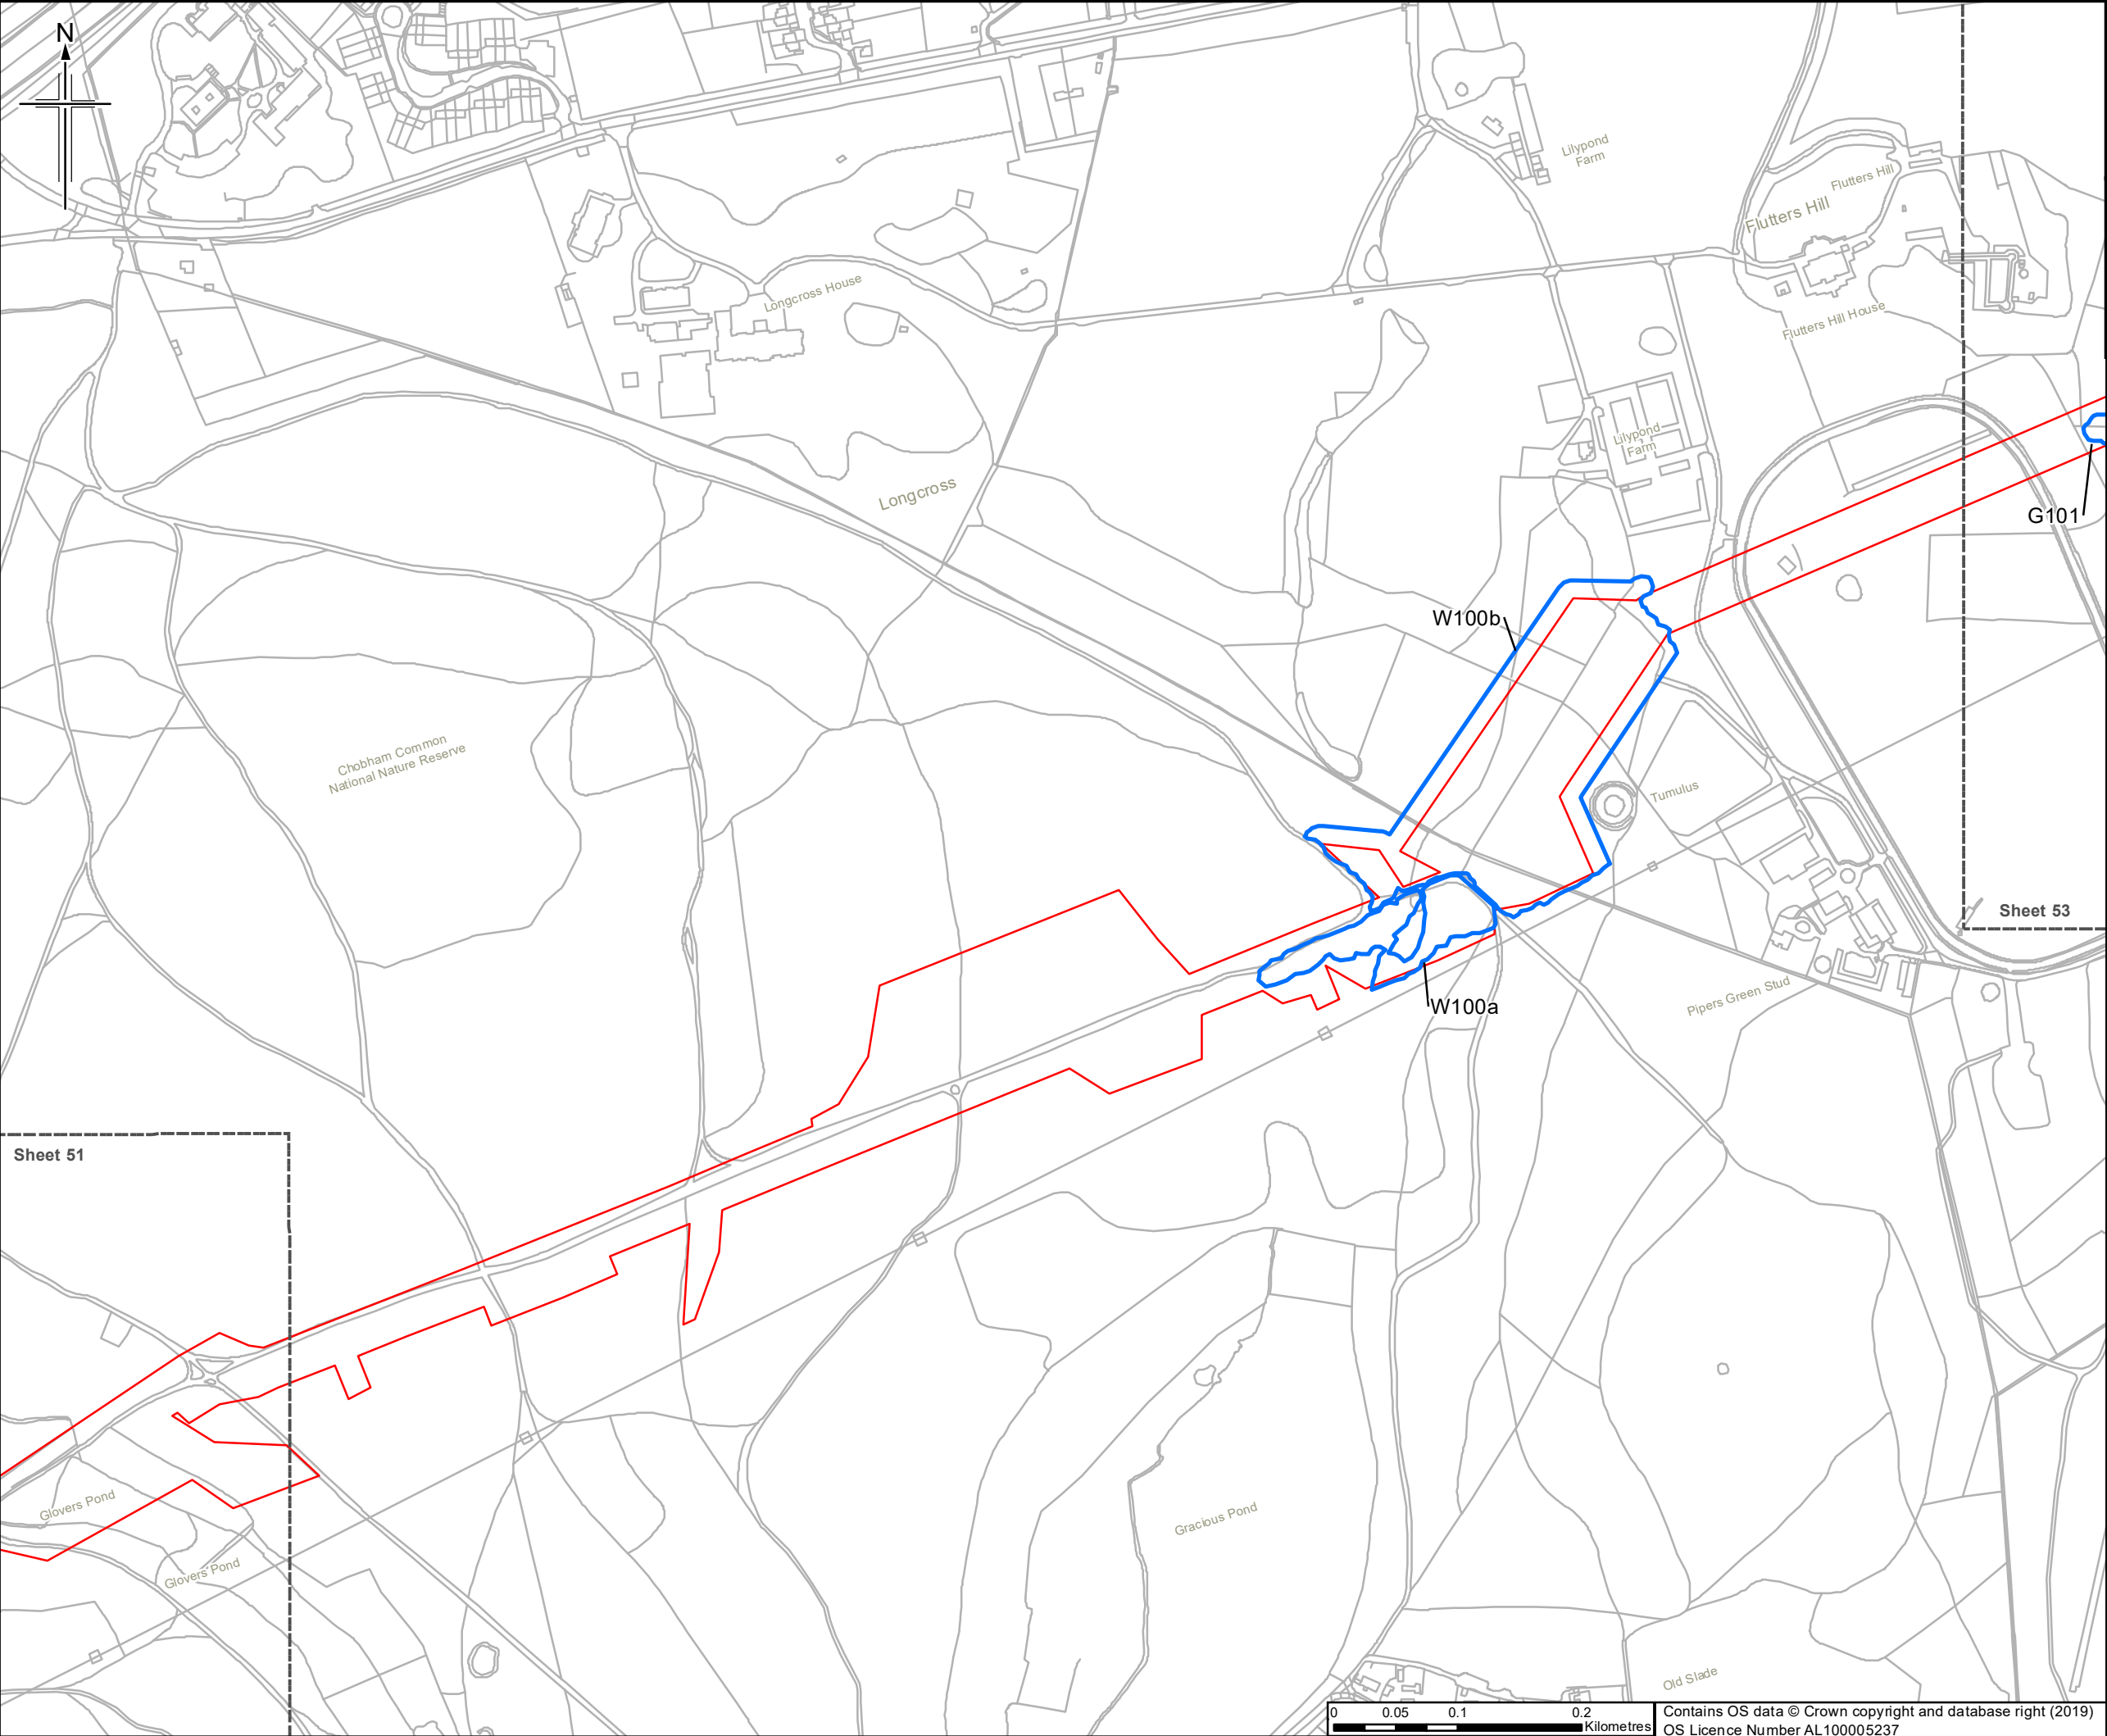 N
Lilypond
Farm
Flutters Hill
Flutters Hill
Longcross House
Flutters Hill House
Lilypond
Farm
Longcross
G101
W100b
Chobham Common
National Nature Reserve
Tumulus
Sheet 53
Pipers Green Stud
W100a
Sheet 51
Glovers Pond
Gracious Pond
Glovers Pond
Old Slade
0 0.05 0.1 0.2
Kilometres
Contains OS data © Crown copyright and database right (2019)
OS Licence Number AL100005237